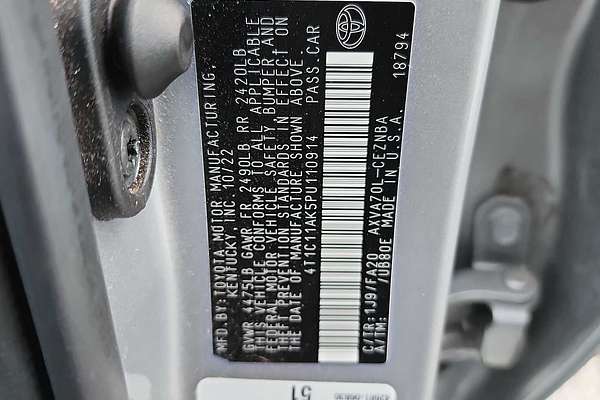 MFD.BY:TOYOTA MOTOR MANUFACTURING,
KENTUCKY, INC. 10/22
GVWR 4475LB GAWR FR 2490LB RR 2420LB
THIS VEHICLE CONFORMS TO ALL APPLICABLE
FEDERAL MOTOR VEHICLE SAFETY, BUMPER AND
THEFT PREVENTION STANDARDS IN EFFECT ON
THE DATE OF MANUFACTURE SHOWN ABOVE.
4T1C11AK5PU110914 PASS.CAR
C/TR:1J9/FA20 AXVA70L-CEZNBA
A/TM: /UB80E MADE IN U.S.A.
18794
51